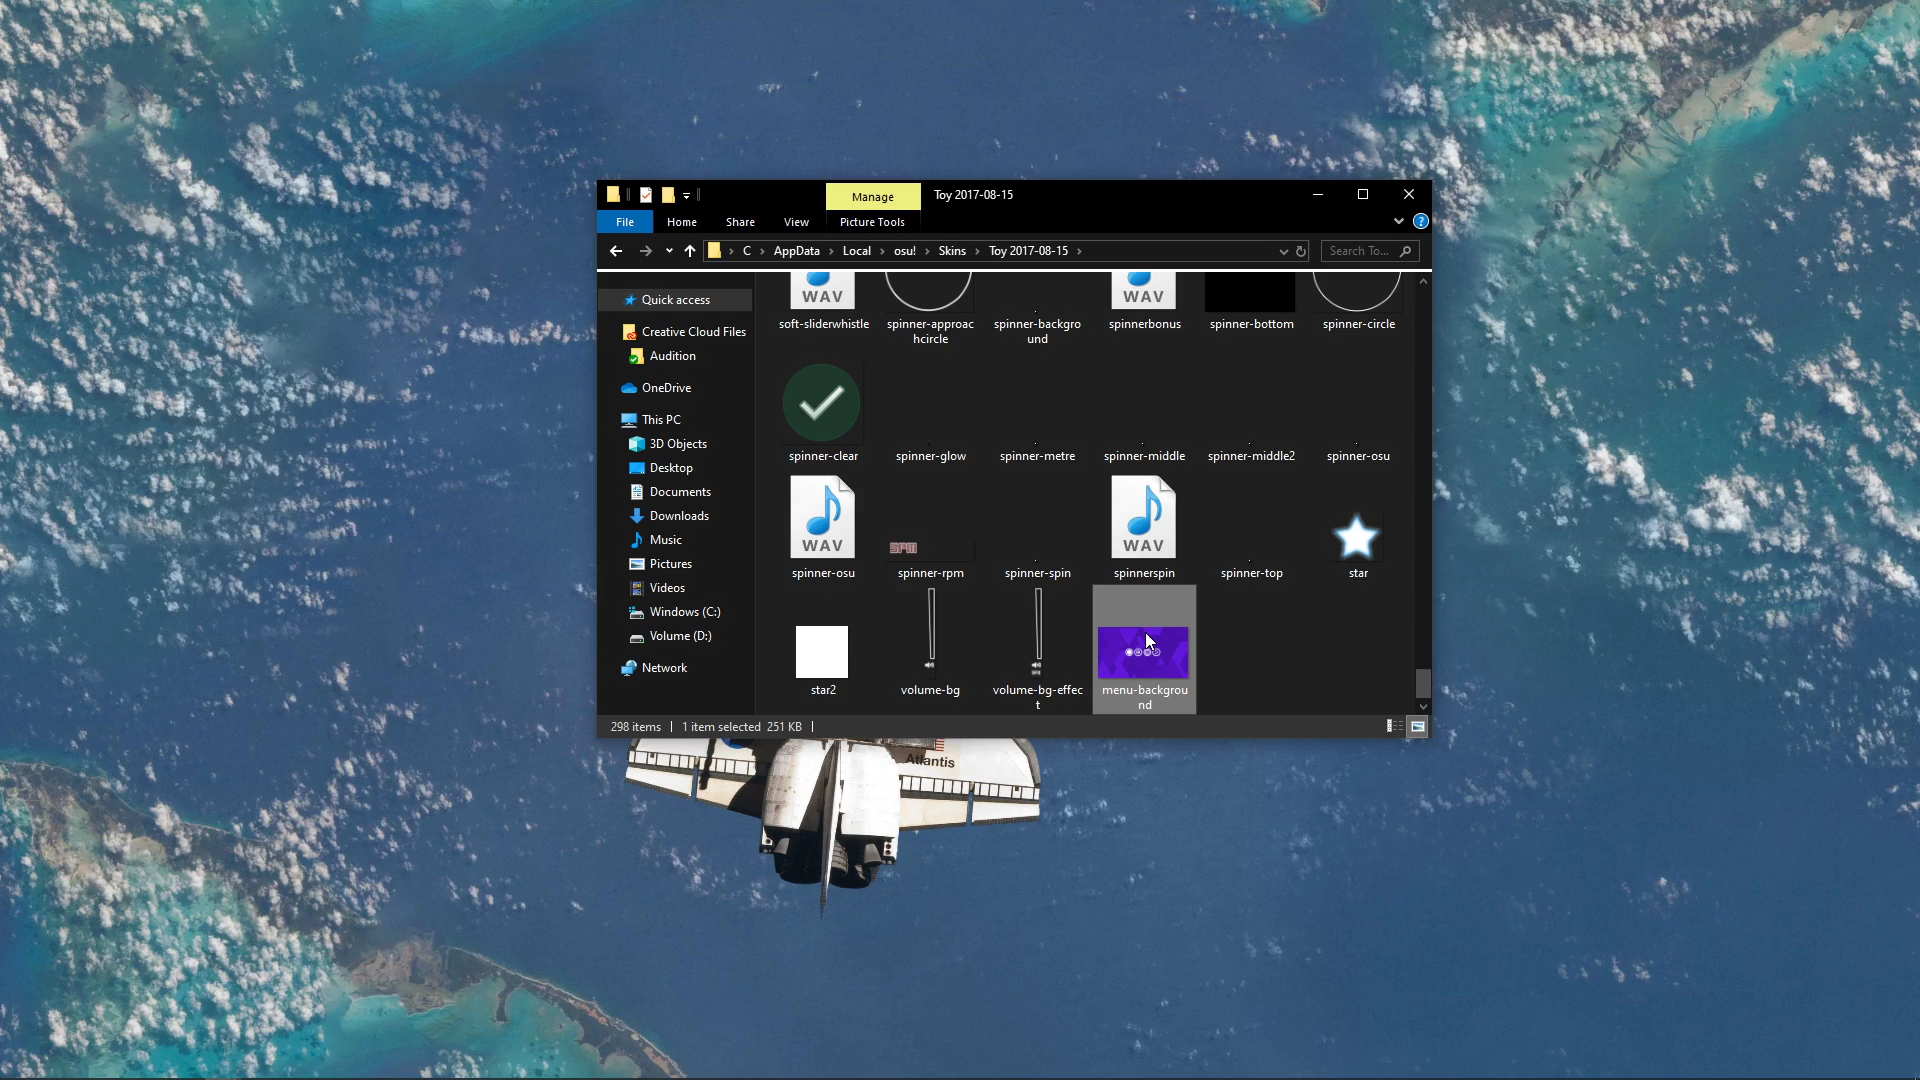 Manage
Toy 2017-08-15
File
Home
Share
View
Picture Tools
C
AppData
Local
osu!
Skins
Toy 2017-08-15
Search To...
Quick access
Creative Cloud Files
Audition
OneDrive
This PC
3D Objects
Desktop
Documents
Downloads
Music
Pictures
Videos
Windows (C:)
Volume (D:)
Network
WAV
WAV
soft-sliderwhistle
spinner-approac
hcircle
spinner-backgro
und
spinnerbonus
spinner-bottom
spinner-circle
spinner-clear
spinner-glow
spinner-metre
spinner-middle
spinner-middle2
spinner-osu
WAV
SPM
WAV
spinner-osu
spinner-rpm
spinner-spin
spinnerspin
spinner-top
star
star2
volume-bg
volume-bg-effec
t
menu-backgrou
nd
298 items
1 item selected 251 KB
Atlantis